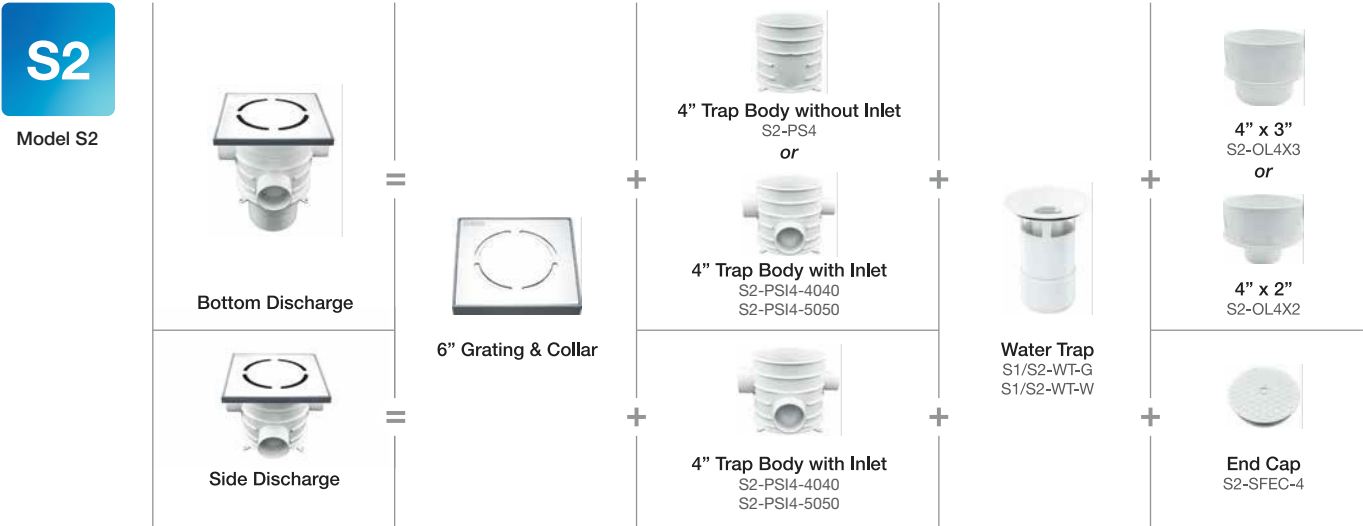 S2
Model S2
Bottom Discharge
=
6” Grating & Collar
+
4” Trap Body without Inlet
S2-PS4
or
4” Trap Body with Inlet
S2-PSI4-4040
S2-PSI4-5050
+
Water Trap
S1/S2-WT-G
S1/S2-WT-W
+
4” x 3”
S2-OL4X3
or
4” x 2”
S2-OL4X2
Side Discharge
=
+
4” Trap Body with Inlet
S2-PSI4-4040
S2-PSI4-5050
+
+
End Cap
S2-SFEC-4